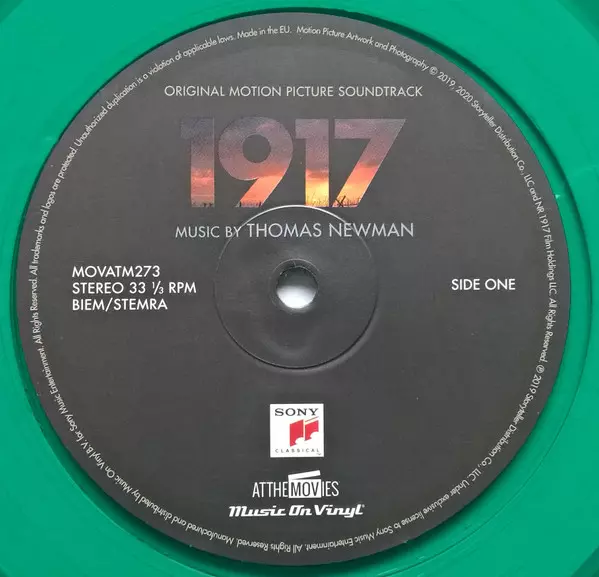 ORIGINAL MOTION PICTURE SOUNDTRACK
1917
MUSIC BY THOMAS NEWMAN
MOVATM273
STEREO 33 ⅓ RPM
BIEM/STEMRA
SIDE ONE
SONY
CLASSICAL
ATTHEMOVIES
Music On Vinyl®
Manufactured and distributed by Music On Vinyl B.V. for Sony Music Entertainment. All Rights Reserved. All trademarks and logos are protected. Unauthorized duplication is a violation of applicable laws. Made in the EU. Motion Picture Artwork and Photography © 2019, 2020 Storyteller Distribution Co., LLC and NR 1917 Film Holdings LLC. All Rights Reserved. ℗ 2019 Storyteller Distribution Co., LLC. Under exclusive license to Sony Music Entertainment. All Rights Reserved.